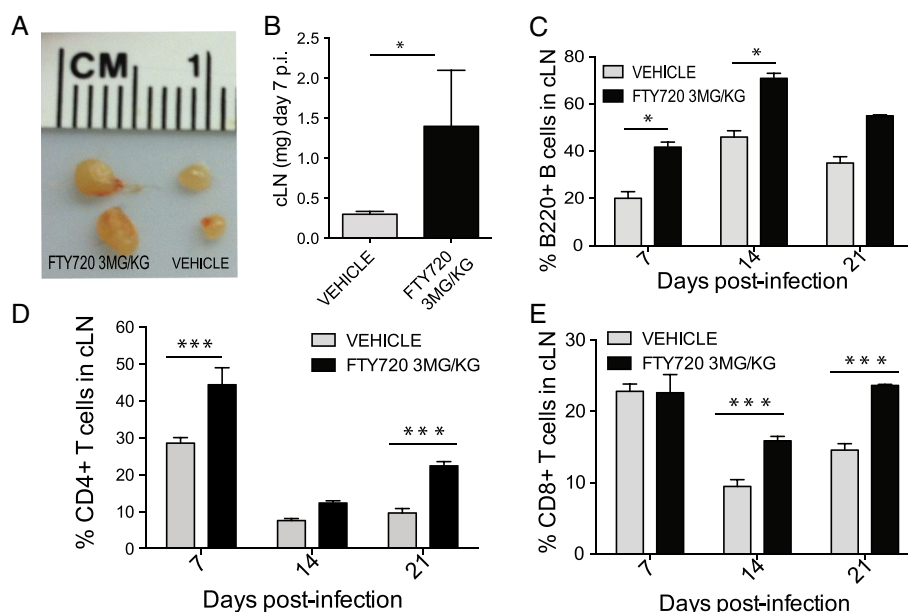 A
CM
1
FTY720 3MG/KG
VEHICLE
B
*
cLN (mg) day 7 p.i.
2.5
2.0
1.5
1.0
0.5
0.0
VEHICLE
FTY720
3MG/KG
C
VEHICLE
FTY720 3MG/KG
*
*
% B220+ B cells in cLN
80
60
40
20
0
7
14
21
Days post-infection
D
VEHICLE
FTY720 3MG/KG
***
***
% CD4+ T cells in cLN
60
50
40
30
20
10
0
7
14
21
Days post-infection
E
VEHICLE
FTY720 3MG/KG
***
***
% CD8+ T cells in cLN
30
20
10
0
7
14
21
Days post-infection